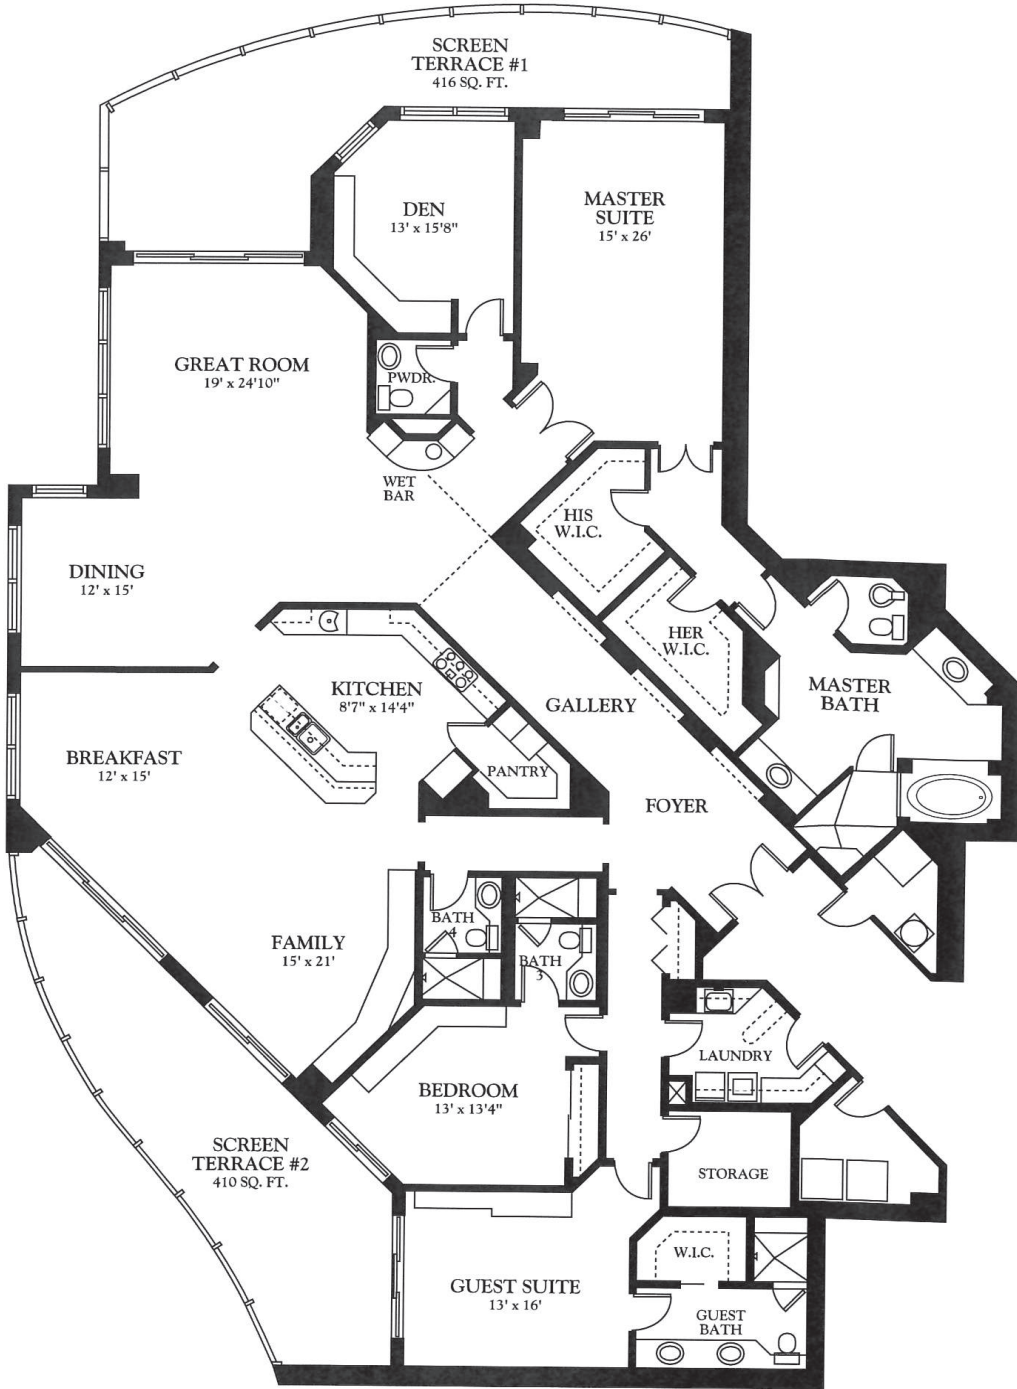 SCREEN
TERRACE #1
416 SQ. FT.
DEN
13' x 15'8"
MASTER
SUITE
15' x 26'
GREAT ROOM
19' x 24'10"
PWDR.
WET
BAR
HIS
W.I.C.
DINING
12' x 15'
HER
W.I.C.
KITCHEN
8'7" x 14'4"
MASTER
BATH
GALLERY
BREAKFAST
12' x 15'
PANTRY
FOYER
BATH
4
FAMILY
15' x 21'
BATH
3
LAUNDRY
BEDROOM
13' x 13'4"
SCREEN
TERRACE #2
410 SQ. FT.
STORAGE
W.I.C.
GUEST SUITE
13' x 16'
GUEST
BATH